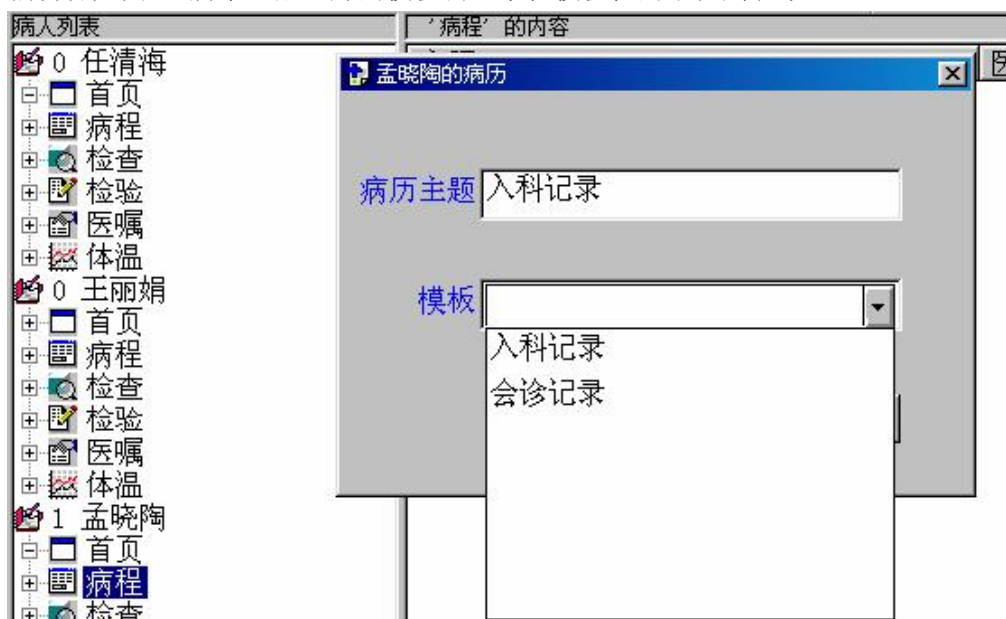 病人列表
'病程' 的内容
0 任清海
首页
病程
检查
检验
医嘱
体温
0 王丽娟
首页
病程
检查
检验
医嘱
体温
1 孟晓陶
首页
病程
检查
孟晓陶的病历
病历主题 入科记录
模板
入科记录
会诊记录